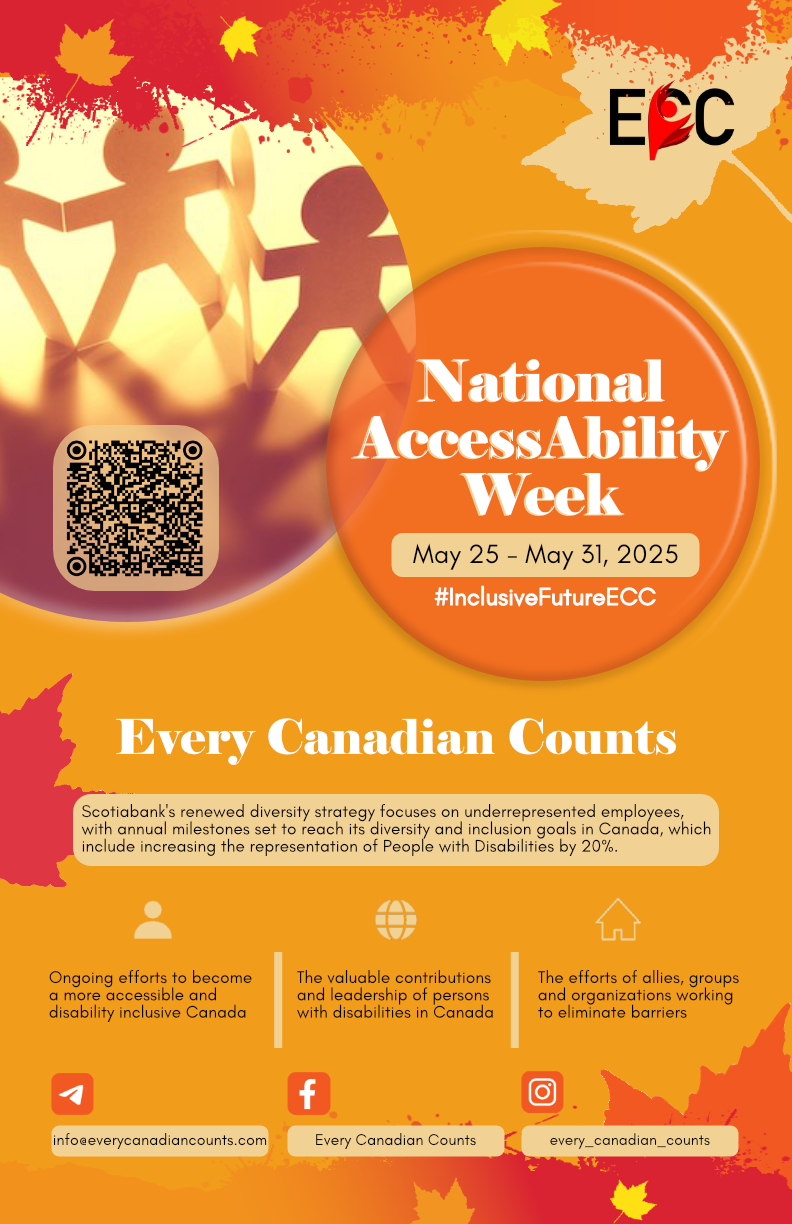 ECC
National
AccessAbility
Week
May 25 – May 31, 2025
#InclusiveFutureECC
Every Canadian Counts
Scotiabank's renewed diversity strategy focuses on underrepresented employees,
with annual milestones set to reach its diversity and inclusion goals in Canada, which
include increasing the representation of People with Disabilities by 20%.
Ongoing efforts to become
a more accessible and
disability inclusive Canada
The valuable contributions
and leadership of persons
with disabilities in Canada
The efforts of allies, groups
and organizations working
to eliminate barriers
info@everycanadiancounts.com
Every Canadian Counts
every_canadian_counts